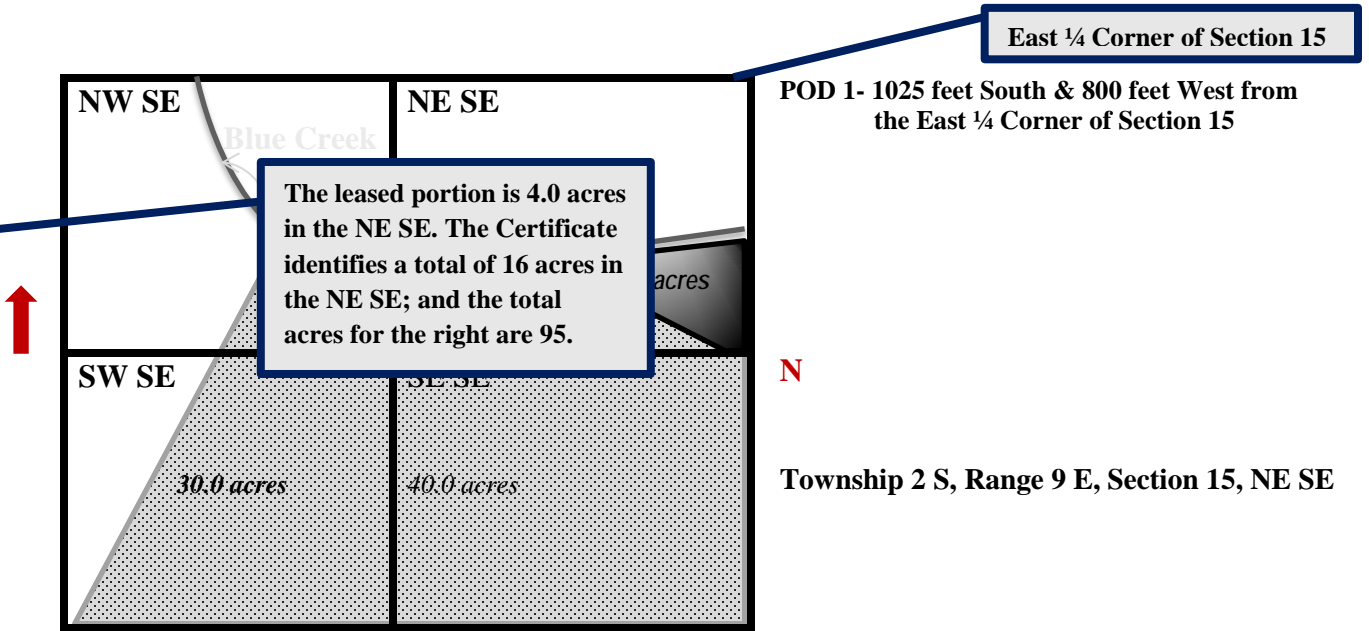 East ¼ Corner of Section 15
POD 1- 1025 feet South & 800 feet West from
the East ¼ Corner of Section 15
NW SE
NE SE
Blue Creek
The leased portion is 4.0 acres
in the NE SE. The Certificate
identifies a total of 16 acres in
the NE SE; and the total
acres for the right are 95.
acres
SW SE
SE SE
N
30.0 acres
40.0 acres
Township 2 S, Range 9 E, Section 15, NE SE